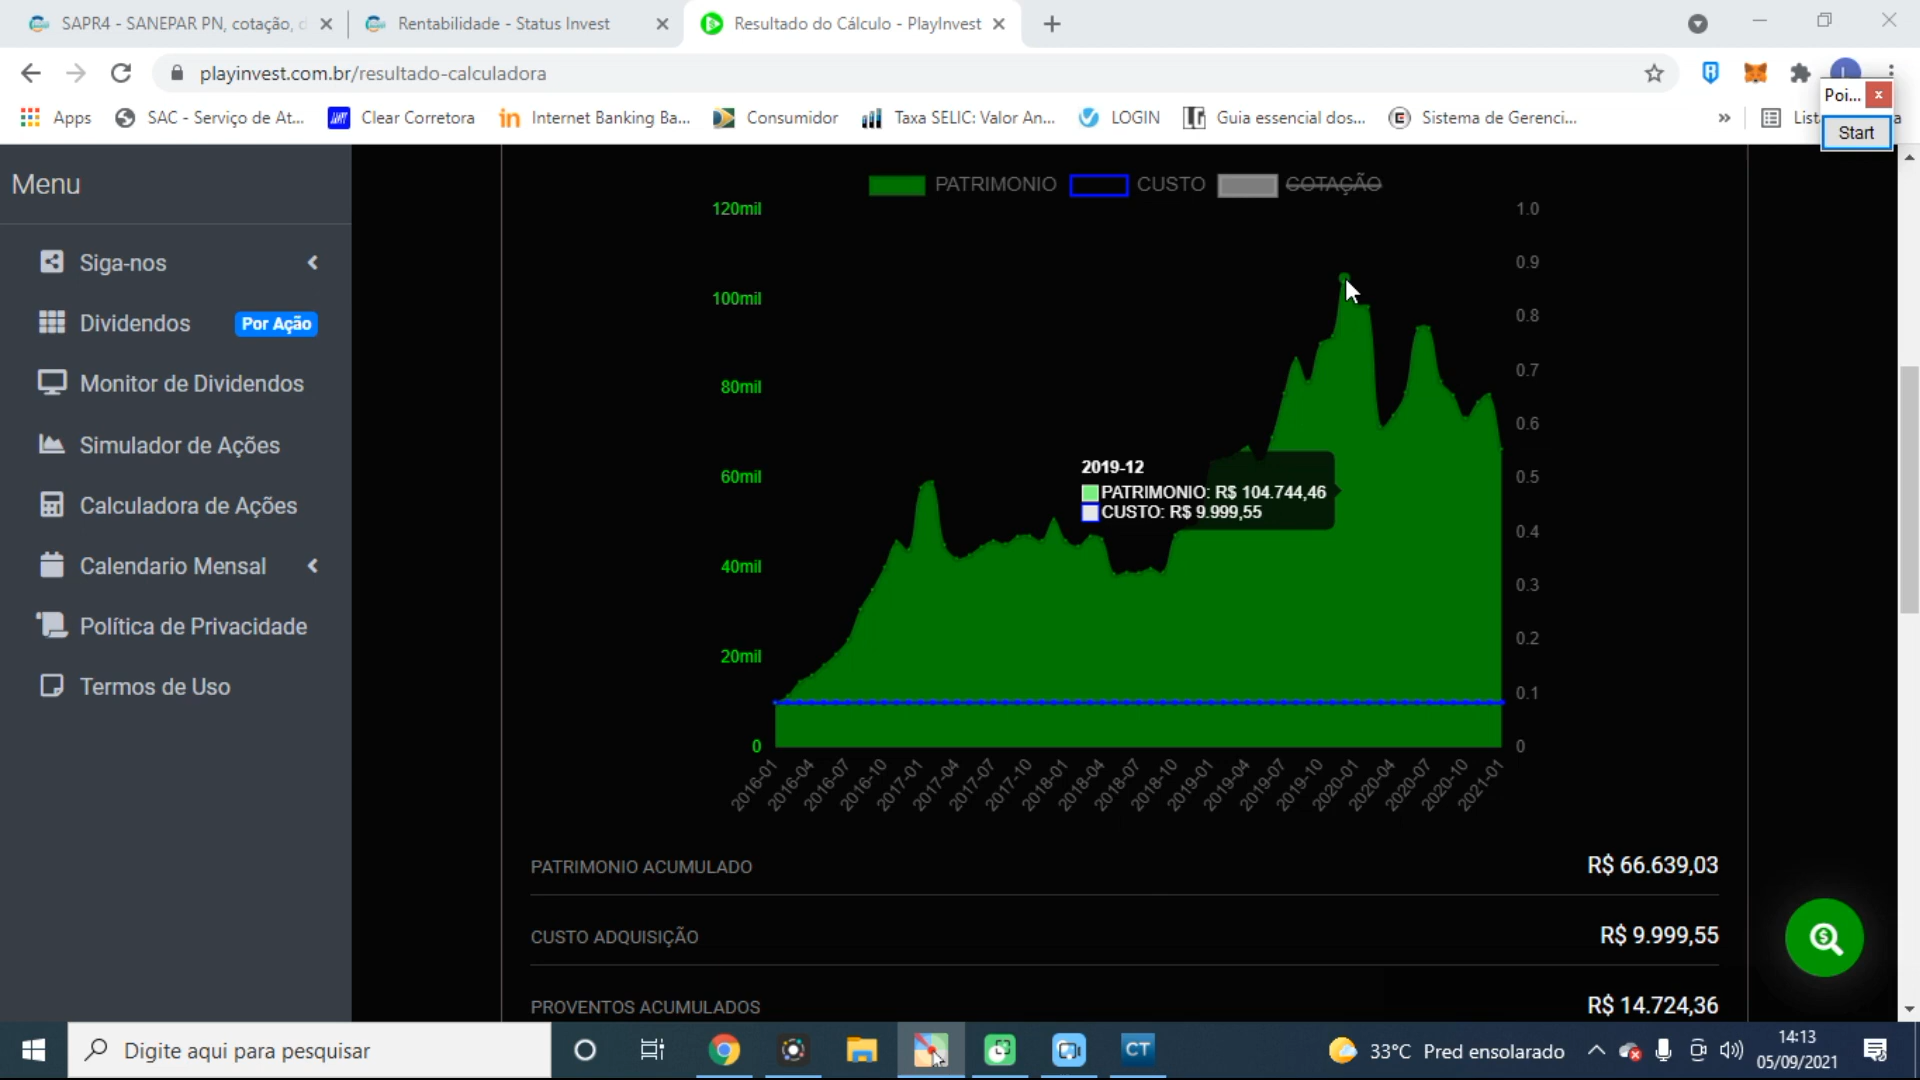 SAPR4 - SANEPAR PN, cotação, d
Rentabilidade - Status Invest
Resultado do Cálculo - PlayInvest
playinvest.com.br/resultado-calculadora
Poi...
Start
Apps
SAC - Serviço de At...
Clear Corretora
Internet Banking Ba...
Consumidor
Taxa SELIC: Valor An...
LOGIN
Guia essencial dos...
Sistema de Gerenci...
»
Menu
Siga-nos
Dividendos
Por Ação
Monitor de Dividendos
Simulador de Ações
Calculadora de Ações
Calendario Mensal
Política de Privacidade
Termos de Uso
PATRIMONIO
CUSTO
COTAÇÃO
120mil
100mil
80mil
60mil
40mil
20mil
0
1.0
0.9
0.8
0.7
0.6
0.5
0.4
0.3
0.2
0.1
0
2019-12
PATRIMONIO: R$ 104.744,46
CUSTO: R$ 9.999,55
2016-01
2016-04
2016-07
2016-10
2017-01
2017-04
2017-07
2017-10
2018-01
2018-04
2018-07
2018-10
2019-01
2019-04
2019-07
2019-10
2020-01
2020-04
2020-07
2020-10
2021-01
PATRIMONIO ACUMULADO R$ 66.639,03
CUSTO ADQUISIÇÃO R$ 9.999,55
PROVENTOS ACUMULADOS R$ 14.724,36
Digite aqui para pesquisar
CT
33°C Pred ensolarado
14:13
05/09/2021